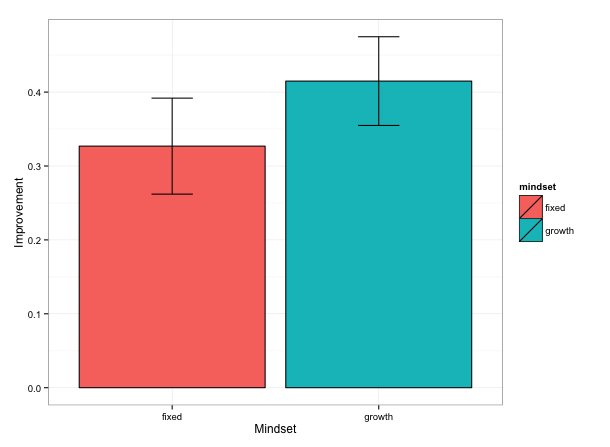 Improvement
0.4
0.3
0.2
0.1
0.0
fixed growth
Mindset
mindset
fixed
growth